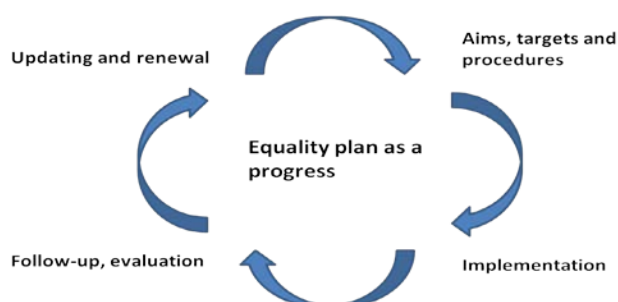 Updating and renewal
Aims, targets and
procedures
Equality plan as a
progress
Follow-up, evaluation
Implementation